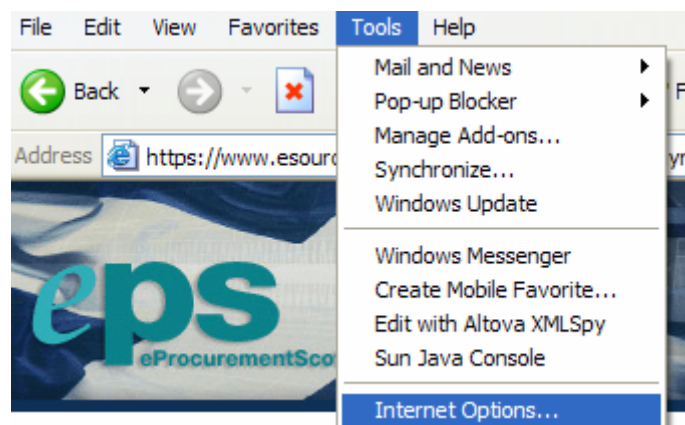 File Edit View Favorites Tools Help
Back
Address https://www.esourc
Mail and News
Pop-up Blocker
Manage Add-ons...
Synchronize...
Windows Update
Windows Messenger
Create Mobile Favorite...
Edit with Altova XMLSpy
Sun Java Console
Internet Options...
eps
eProcurementSco